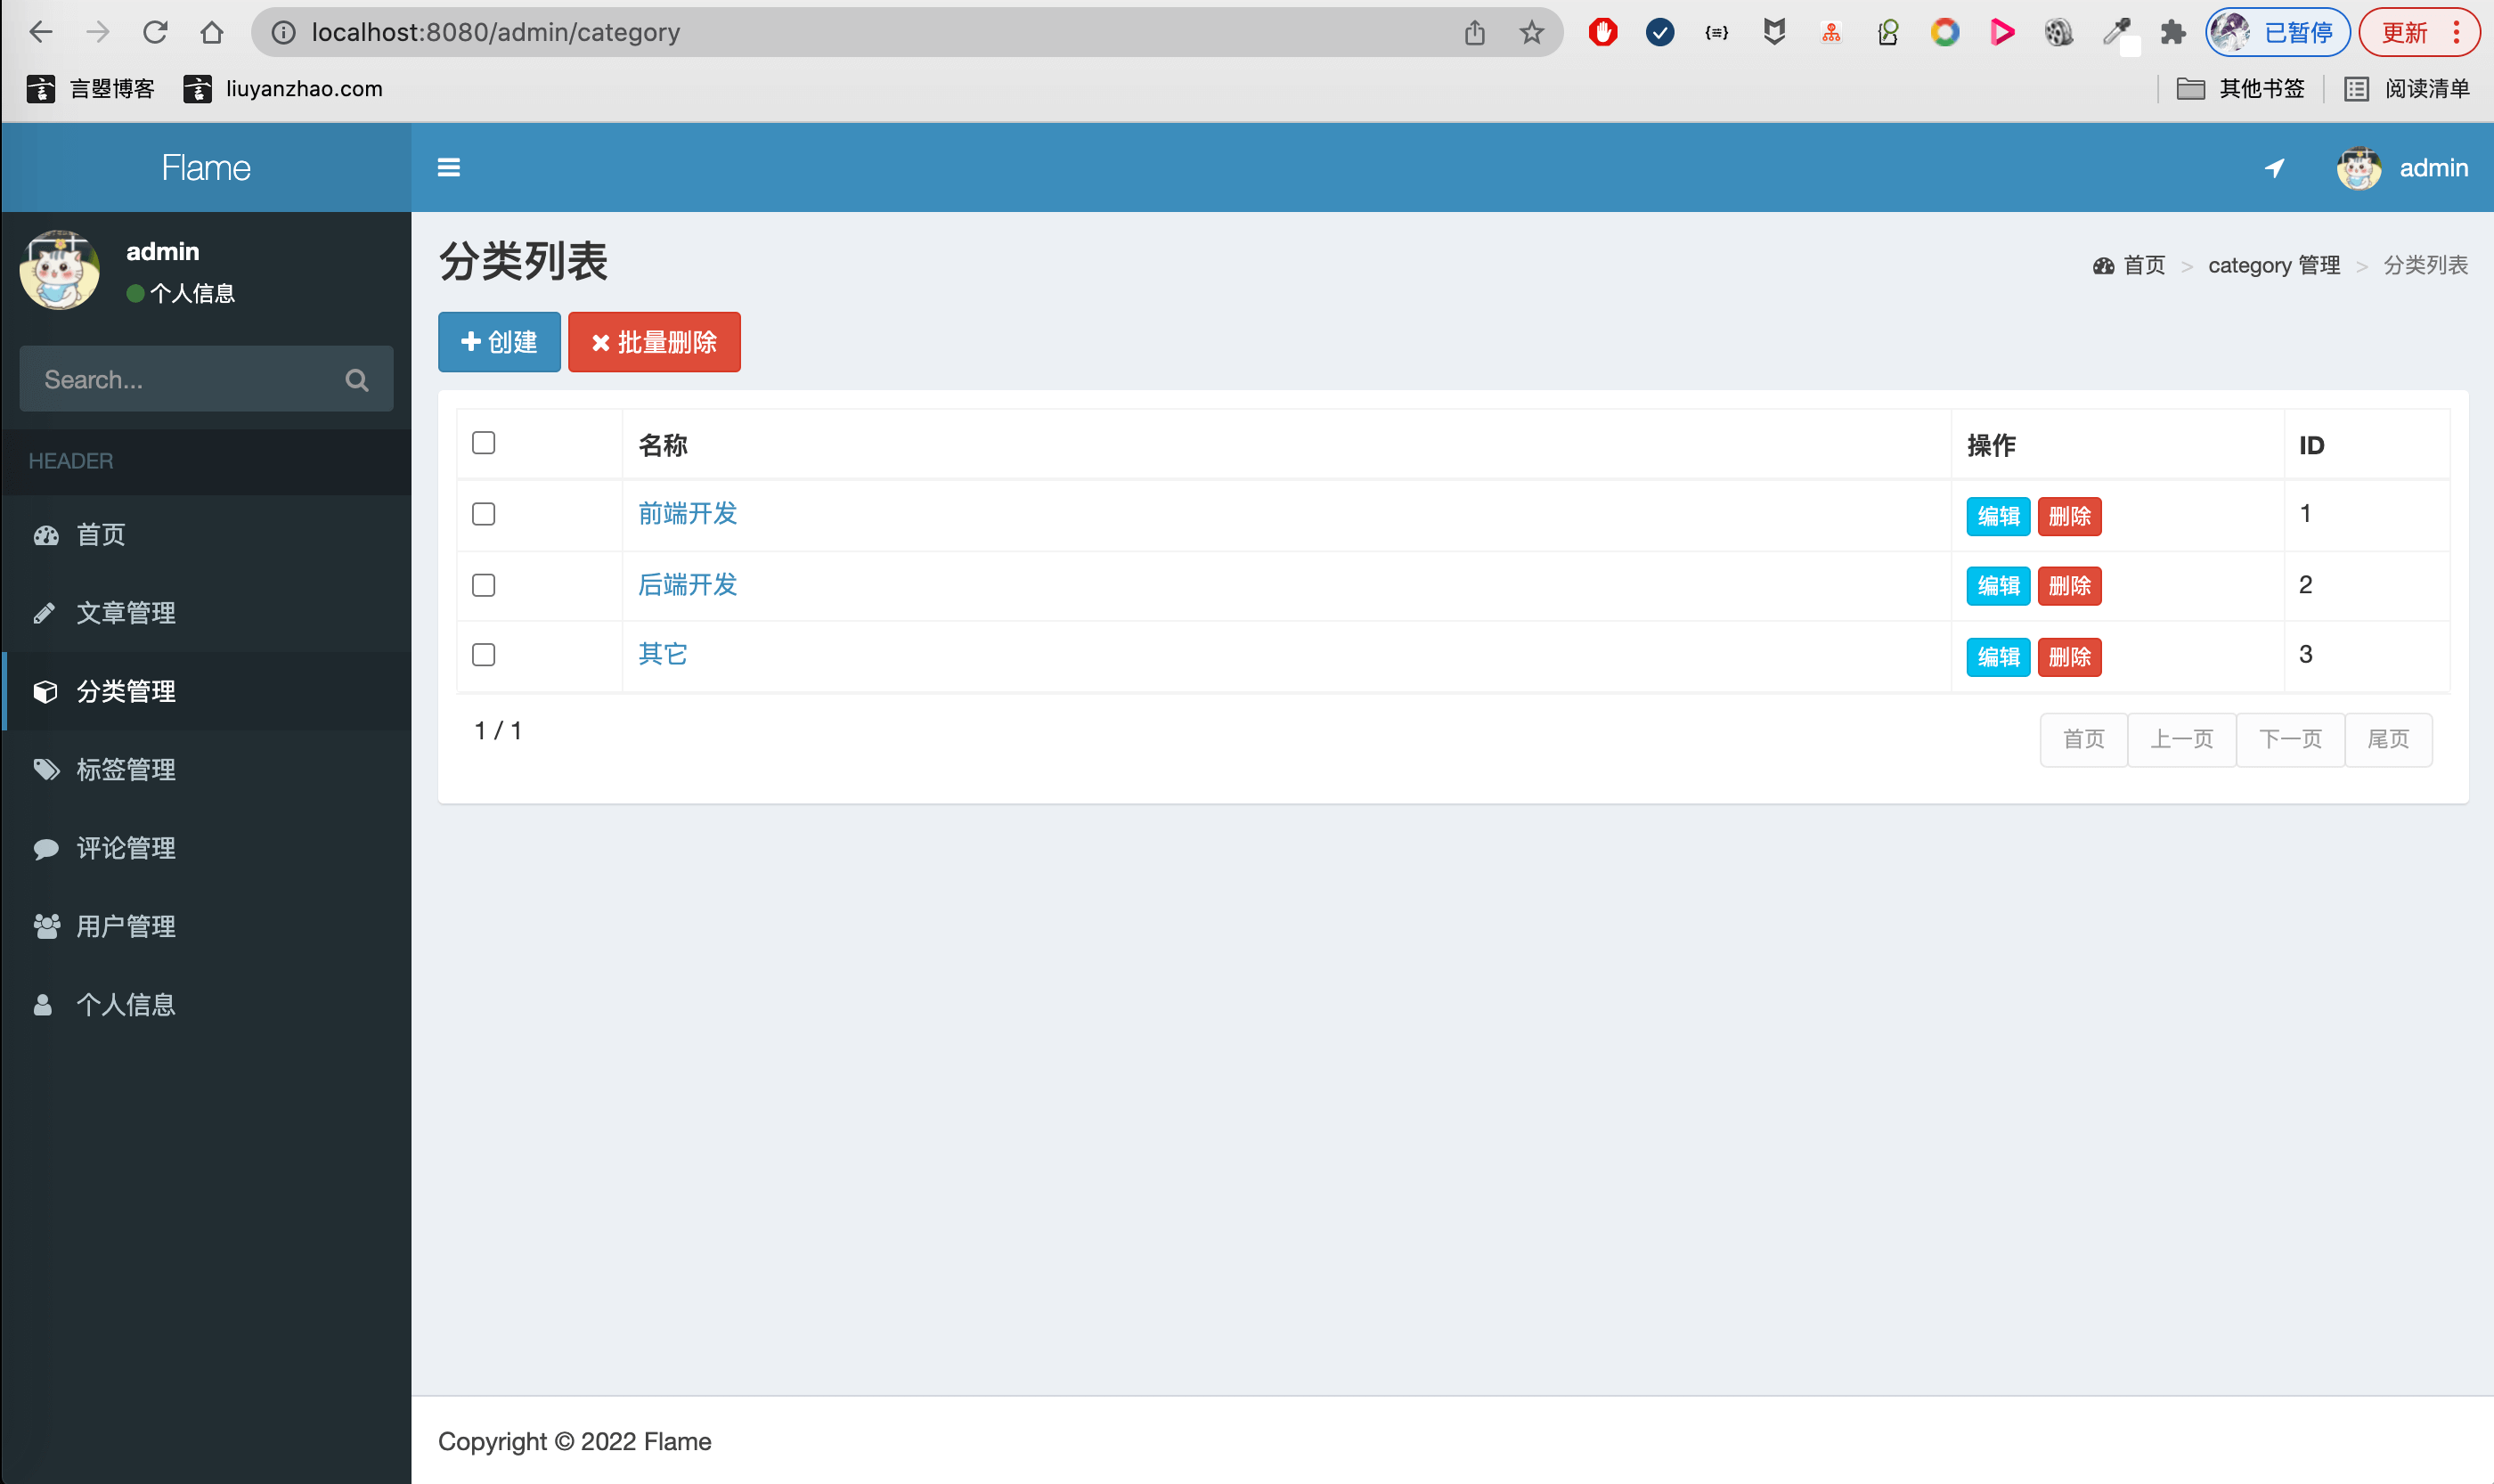 localhost:8080/admin/category
已暂停
更新
言曌博客
liuyanzhao.com
其他书签
阅读清单
Flame
admin
admin
个人信息
Search...
HEADER
首页
文章管理
分类管理
标签管理
评论管理
用户管理
个人信息
分类列表
首页 > category 管理 > 分类列表
创建
批量删除
名称 操作 ID
前端开发 编辑 删除 1
后端开发 编辑 删除 2
其它 编辑 删除 3
1 / 1
首页 上一页 下一页 尾页
Copyright © 2022 Flame